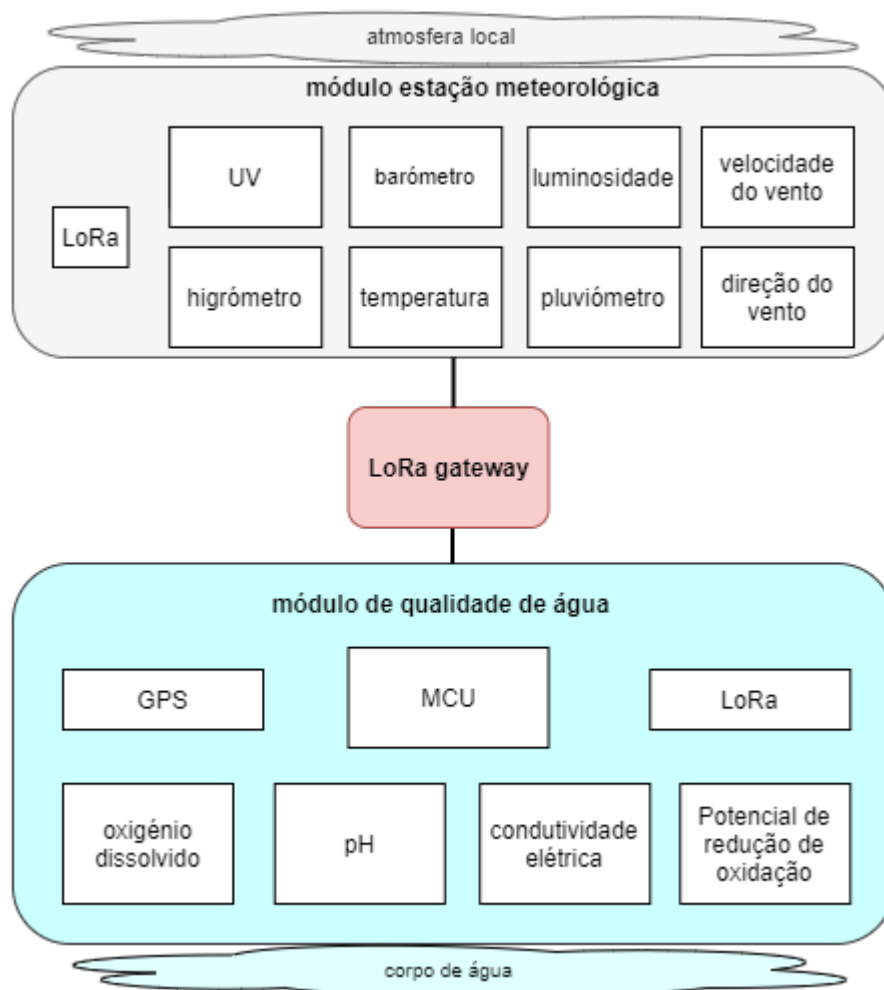 atmosfera local
módulo estação meteorológica
UV
barómetro
luminosidade
velocidade
do vento
LoRa
higrómetro
temperatura
pluviómetro
direção do
vento
LoRa gateway
módulo de qualidade de água
GPS
MCU
LoRa
oxigénio
dissolvido
pH
condutividade
elétrica
Potencial de
redução de
oxidação
corpo de água